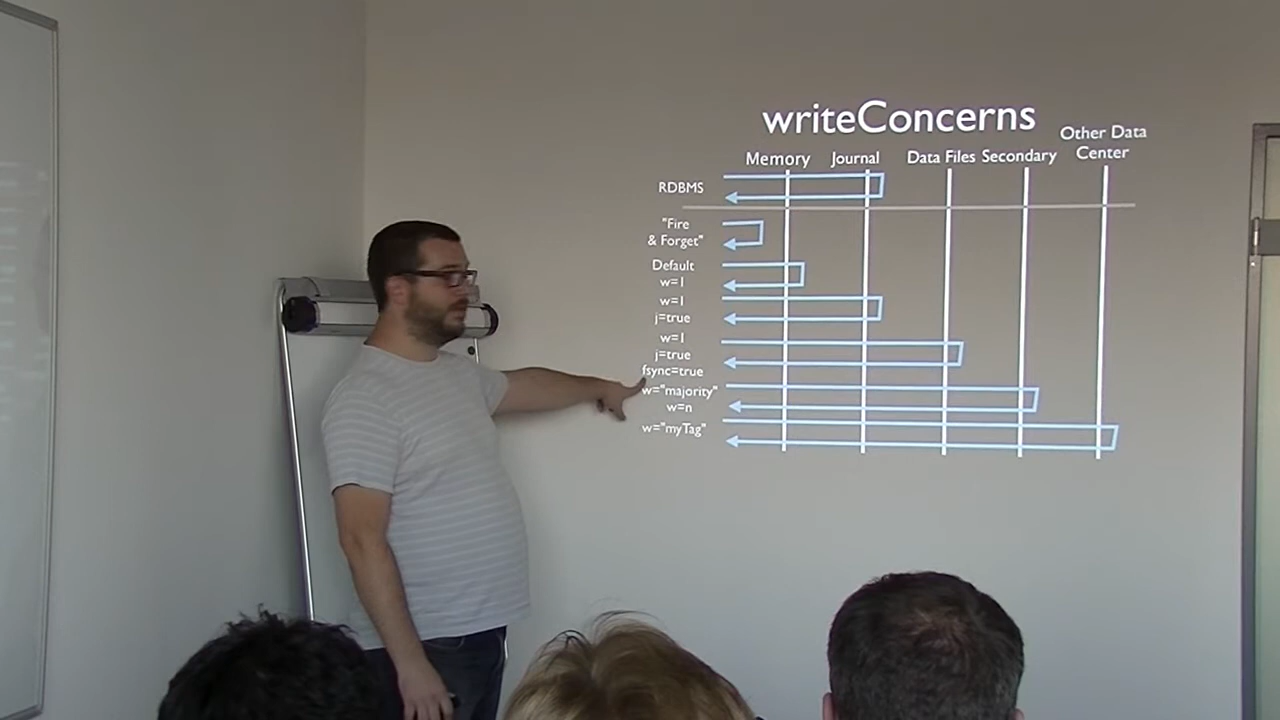 writeConcerns
Memory
Journal
Data Files
Secondary
Other Data
Center
RDBMS
"Fire
& Forget"
Default
w=1
w=1
j=true
w=1
j=true
fsync=true
w="majority"
w=n
w="myTag"